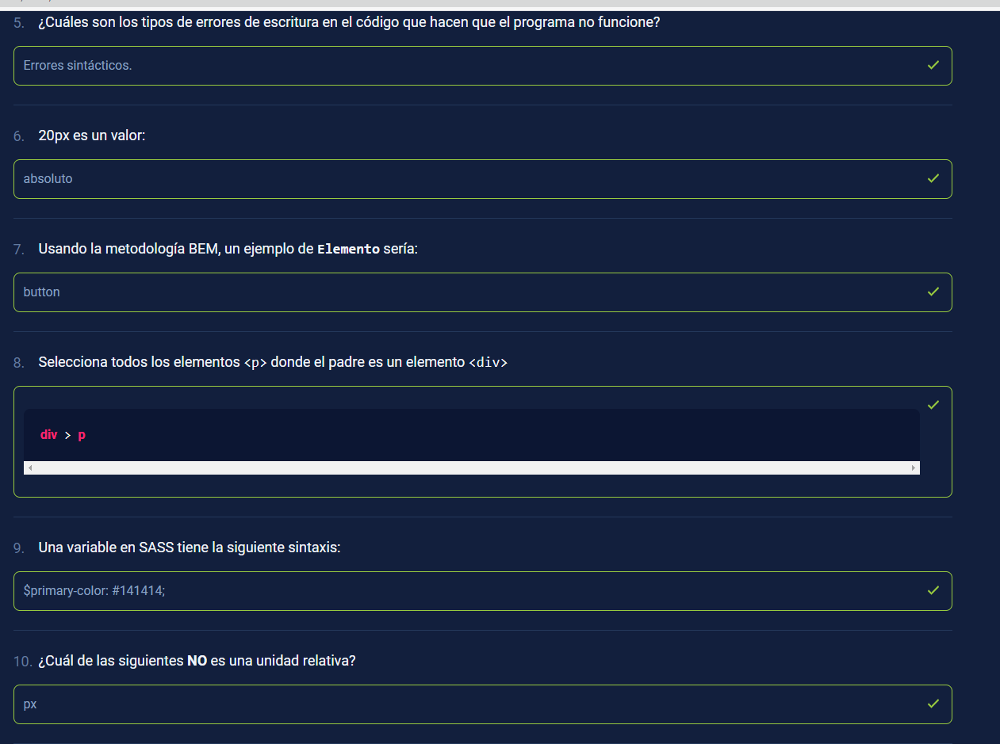 5. ¿Cuáles son los tipos de errores de escritura en el código que hacen que el programa no funcione?
Errores sintácticos.
6. 20px es un valor:
absoluto
7. Usando la metodología BEM, un ejemplo de Elemento sería:
button
8. Selecciona todos los elementos <p> donde el padre es un elemento <div>
div > p
9. Una variable en SASS tiene la siguiente sintaxis:
$primary-color: #141414;
10. ¿Cuál de las siguientes NO es una unidad relativa?
px